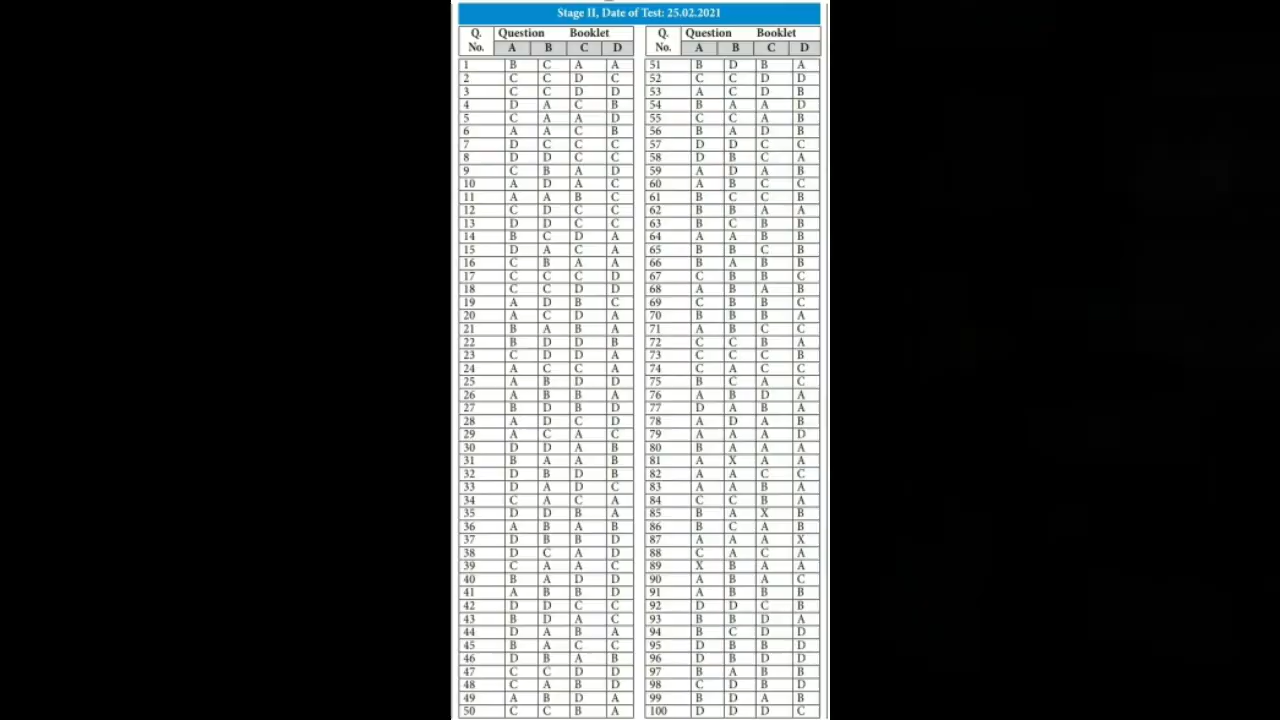 Stage II, Date of Test: 25.02.2021
Q. Question Booklet Q. Question Booklet
No. A B C D No. A B C D
1 B C A A 51 B D B A
2 C C D C 52 C C D D
3 C C D D 53 A C D B
4 D A C B 54 B A A D
5 C A A D 55 C C A B
6 A A C B 56 B A D B
7 D C C C 57 D D C C
8 D D C C 58 D B C A
9 C B A D 59 A D A B
10 A D A C 60 A B C C
11 A A B C 61 B C C B
12 C D C C 62 B B A A
13 D D C C 63 B C B B
14 B C D A 64 A A B B
15 D A C A 65 B B C B
16 C B A A 66 B A B B
17 C C C D 67 C B B C
18 C C D D 68 A B A B
19 A D B C 69 C B B C
20 A C D A 70 B B B A
21 B A B A 71 A B C C
22 B D D B 72 C C B A
23 C D D A 73 C C C B
24 A C C A 74 C A C C
25 A B D D 75 B C A C
26 A B B A 76 A B D A
27 B D B D 77 D A B A
28 A D C D 78 A D A B
29 A C A C 79 A A A D
30 D D A B 80 B A A A
31 B A A B 81 A X A A
32 D B D B 82 A A C C
33 D A D C 83 A A B A
34 C A C A 84 C C B A
35 D D B A 85 B A X B
36 A B A B 86 B C A B
37 D B B D 87 A A A X
38 D C A D 88 C A C A
39 C A A C 89 X B A A
40 B A D D 90 A B A C
41 A B B D 91 A B B B
42 D D C C 92 D D C B
43 B D A C 93 B B D A
44 D A B A 94 B C D D
45 B A C C 95 D B B D
46 D B A B 96 D B D D
47 C C D D 97 B A B B
48 C A B D 98 C D B D
49 A B D A 99 B D A B
50 C C B A 100 D D D C